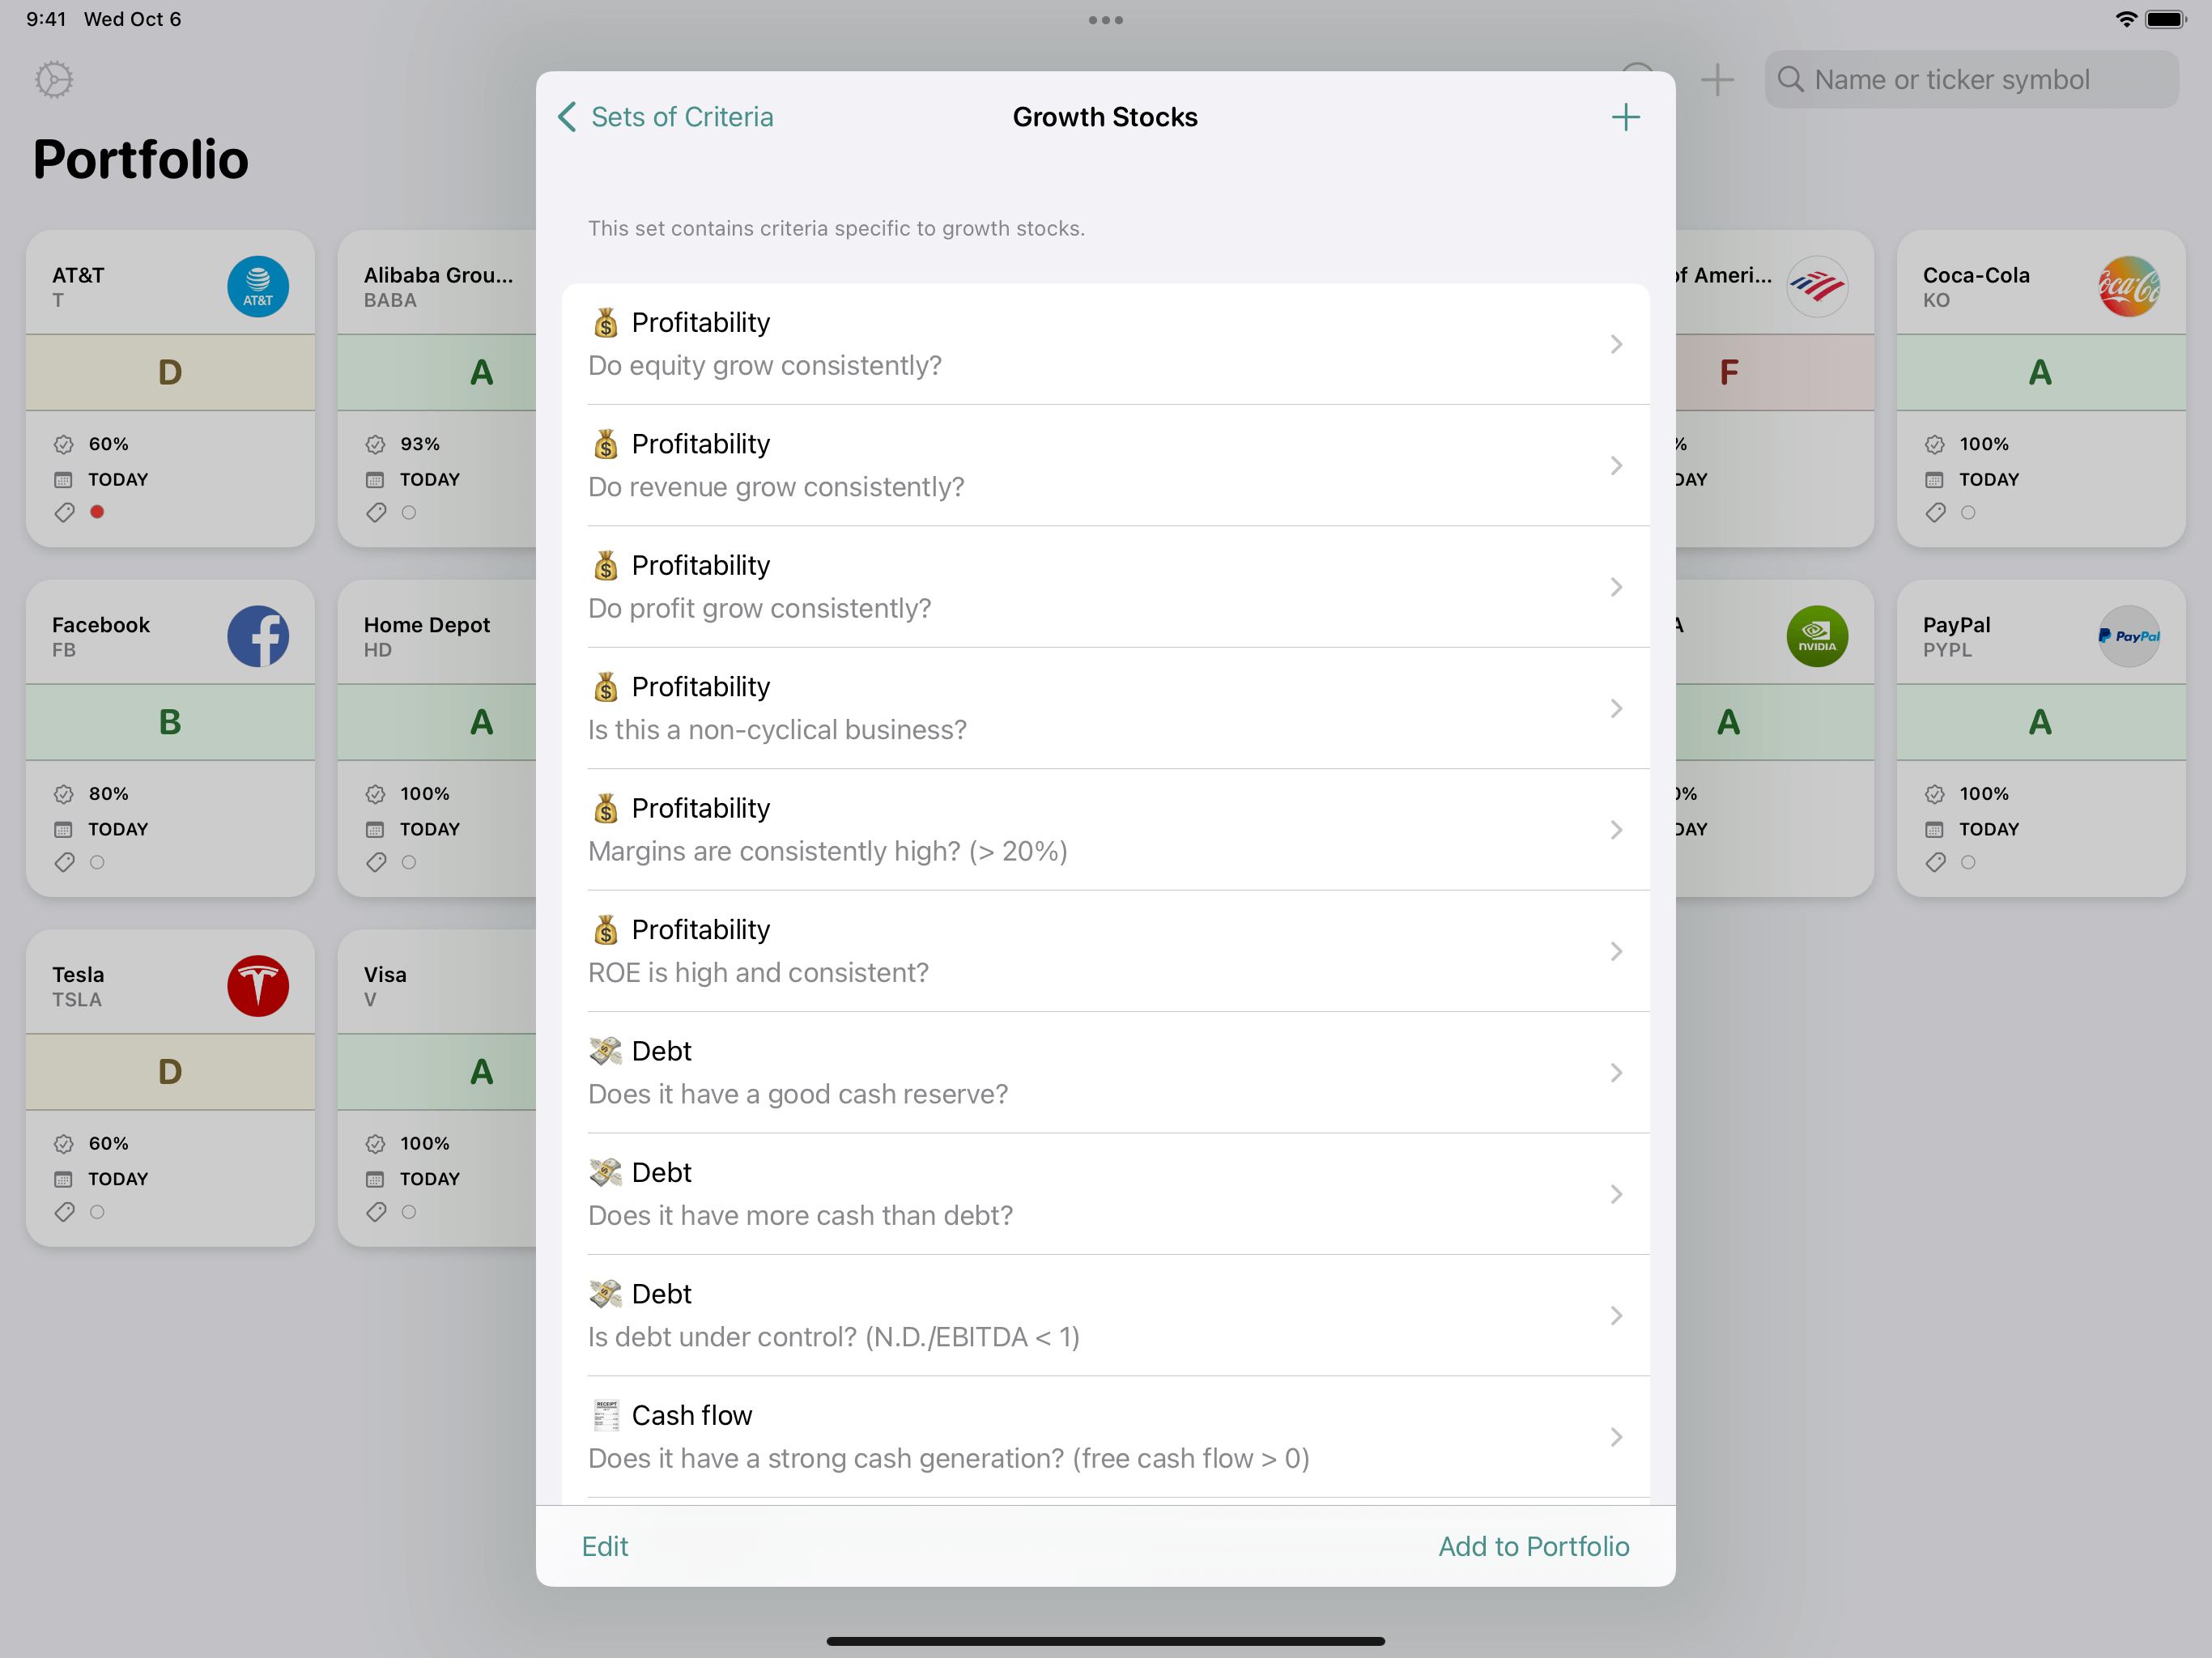 9:41 Wed Oct 6
Name or ticker symbol
Portfolio
Sets of Criteria
Growth Stocks
This set contains criteria specific to growth stocks.
Profitability
Do equity grow consistently?
Profitability
Do revenue grow consistently?
Profitability
Do profit grow consistently?
Profitability
Is this a non-cyclical business?
Profitability
Margins are consistently high? (> 20%)
Profitability
ROE is high and consistent?
Debt
Does it have a good cash reserve?
Debt
Does it have more cash than debt?
Debt
Is debt under control? (N.D./EBITDA < 1)
RECEIPT
Cash flow
Does it have a strong cash generation? (free cash flow > 0)
Edit
Add to Portfolio
AT&T
T
AT&T
D
60%
TODAY
Alibaba Grou...
BABA
A
93%
TODAY
of Ameri...
F
%
DAY
Coca-Cola
KO
Coca-Co
A
100%
TODAY
Facebook
FB
B
80%
TODAY
Home Depot
HD
A
100%
TODAY
A
NVIDIA
A
0%
DAY
PayPal
PYPL
PayPal
A
100%
TODAY
Tesla
TSLA
D
60%
TODAY
Visa
V
A
100%
TODAY